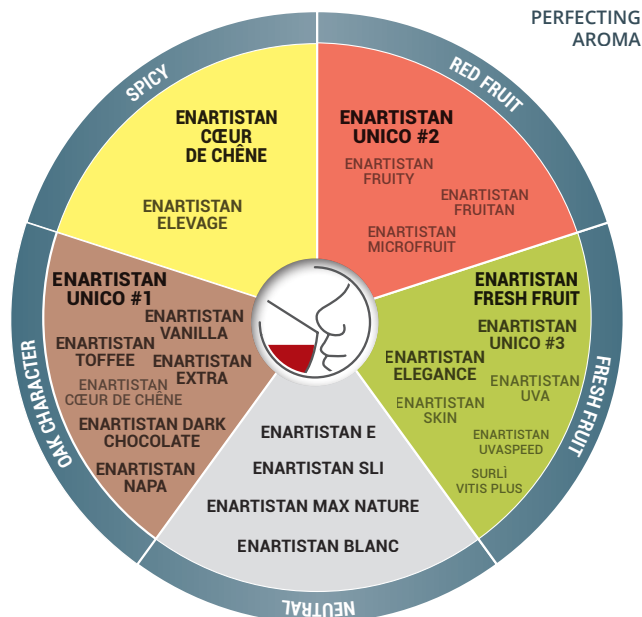 PERFECTING
AROMA
SPICY
ENARTISTAN
CŒUR
DE CHÊNE
ENARTISTAN
ELEVAGE
RED FRUIT
ENARTISTAN
UNICO #2
ENARTISTAN
FRUITY
ENARTISTAN
FRUITAN
ENARTISTAN
MICROFRUIT
FRESH FRUIT
ENARTISTAN
FRESH FRUIT
ENARTISTAN
UNICO #3
ENARTISTAN
ELEGANCE
ENARTISTAN
UVA
ENARTISTAN
SKIN
ENARTISTAN
UVASPEED
SURLÌ
VITIS PLUS
NEUTRAL
ENARTISTAN E
ENARTISTAN SLI
ENARTISTAN MAX NATURE
ENARTISTAN BLANC
OAK CHARACTER
ENARTISTAN
UNICO #1
ENARTISTAN
VANILLA
ENARTISTAN
TOFFEE
ENARTISTAN
EXTRA
ENARTISTAN
CŒUR DE CHÊNE
ENARTISTAN DARK
CHOCOLATE
ENARTISTAN
NAPA